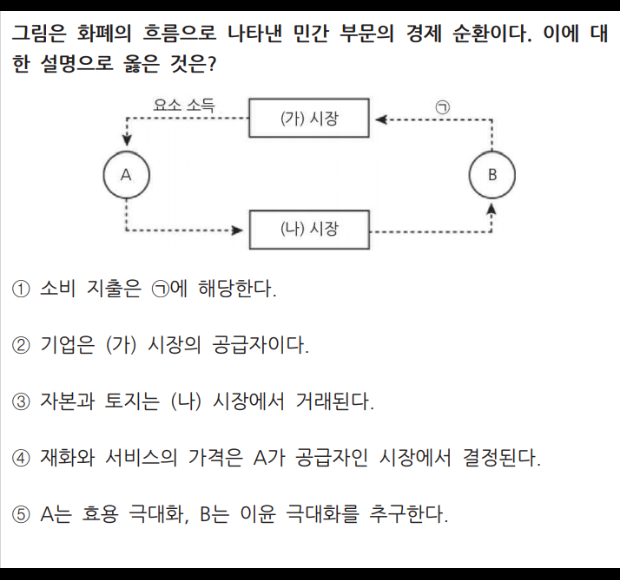 그림은 화폐의 흐름으로 나타낸 민간 부문의 경제 순환이다. 이에 대
한 설명으로 옳은 것은?
요소 소득
(가) 시장
㉠
A
B
(나) 시장
① 소비 지출은 ㉠에 해당한다.
② 기업은 (가) 시장의 공급자이다.
③ 자본과 토지는 (나) 시장에서 거래된다.
④ 재화와 서비스의 가격은 A가 공급자인 시장에서 결정된다.
⑤ A는 효용 극대화, B는 이윤 극대화를 추구한다.